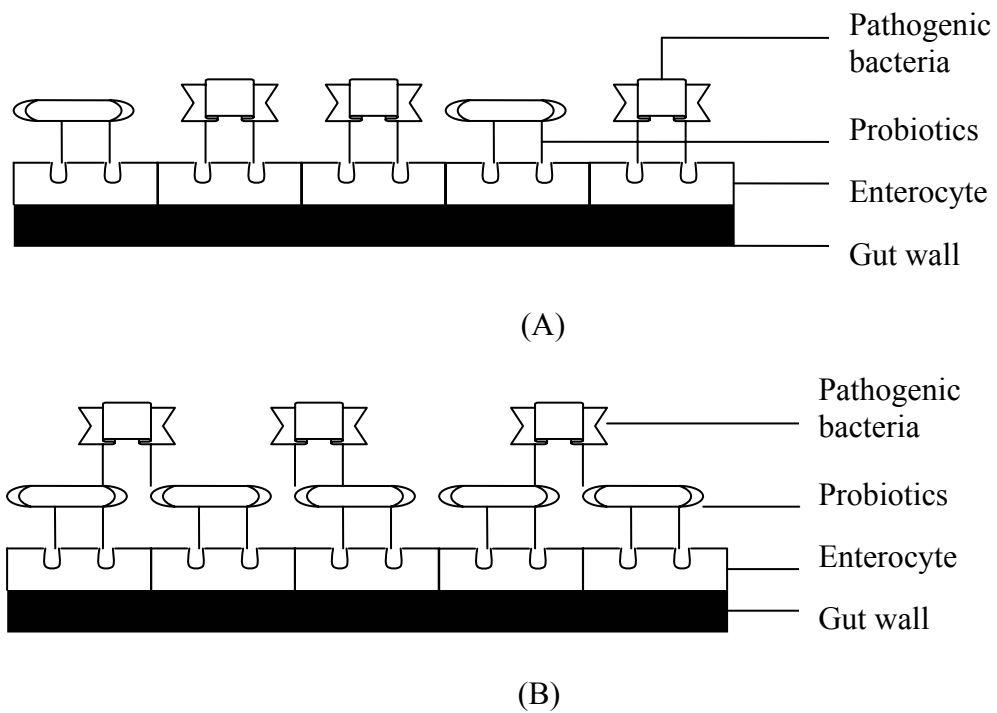 Pathogenic
bacteria
Probiotics
Enterocyte
Gut wall
(A)
Pathogenic
bacteria
Probiotics
Enterocyte
Gut wall
(B)